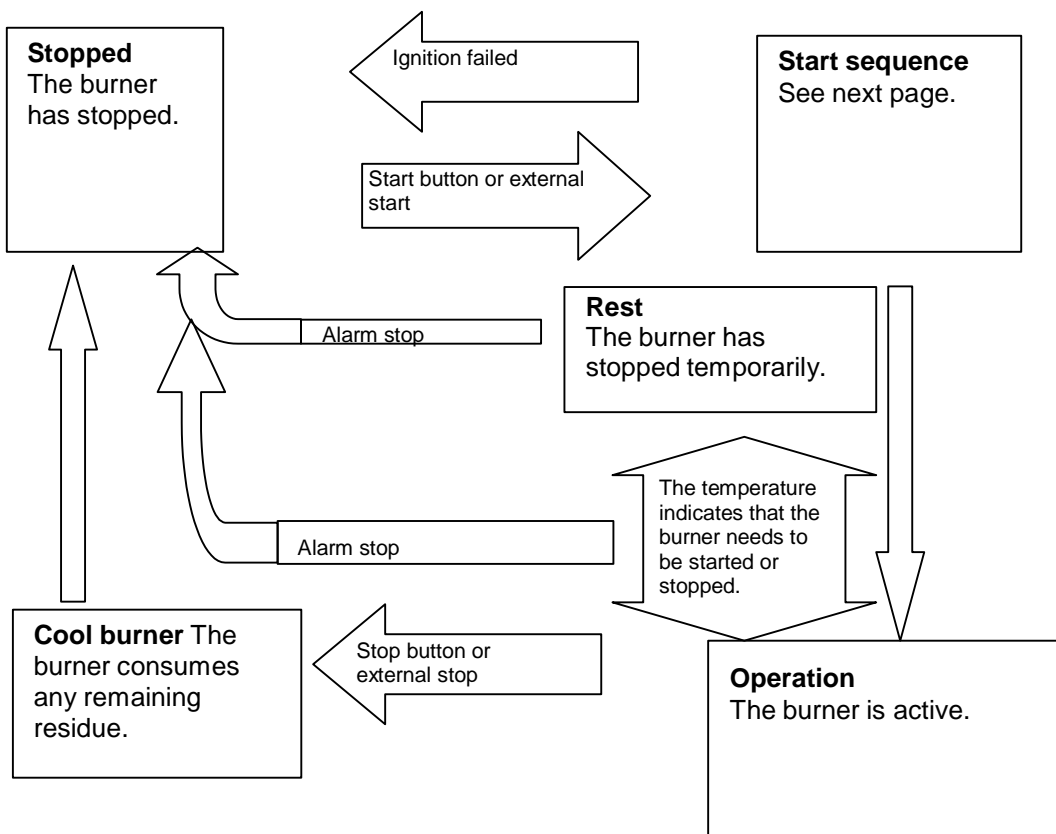 Stopped
The burner
has stopped.
Ignition failed
Start sequence
See next page.
Start button or external
start
Rest
The burner has
stopped temporarily.
Alarm stop
The temperature
indicates that the
burner needs to
be started or
stopped.
Alarm stop
Cool burner The
burner consumes
any remaining
residue.
Stop button or
external stop
Operation
The burner is active.